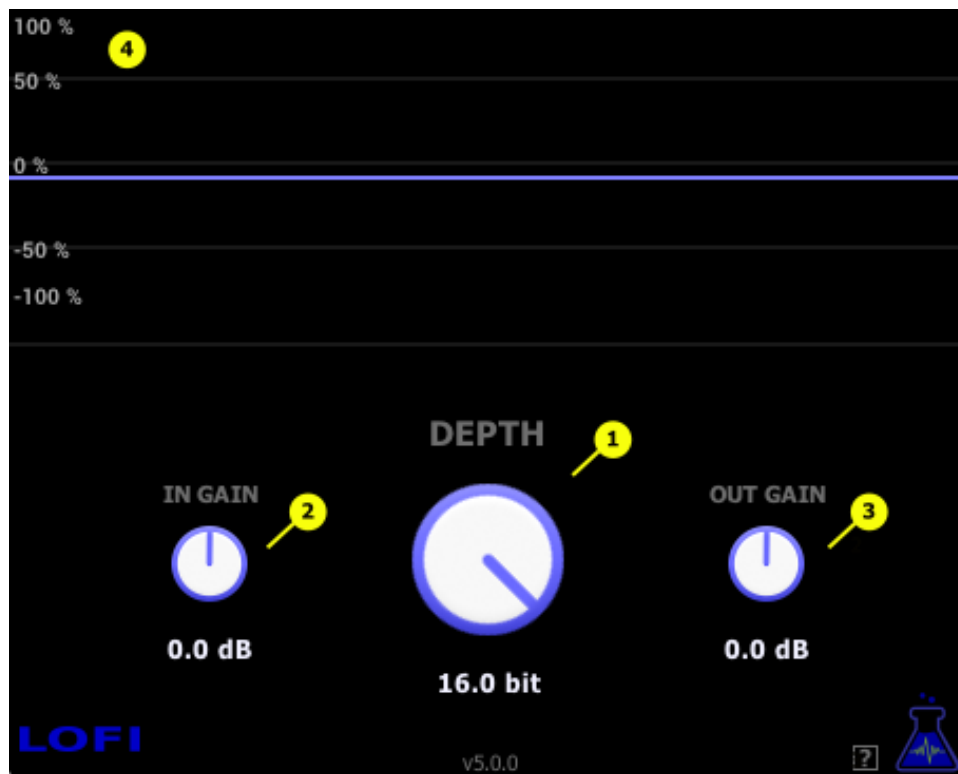 100 %
4
50 %
0 %
-50 %
-100 %
DEPTH
1
IN GAIN
2
OUT GAIN
3
0.0 dB
16.0 bit
0.0 dB
LOFI
v5.0.0
?